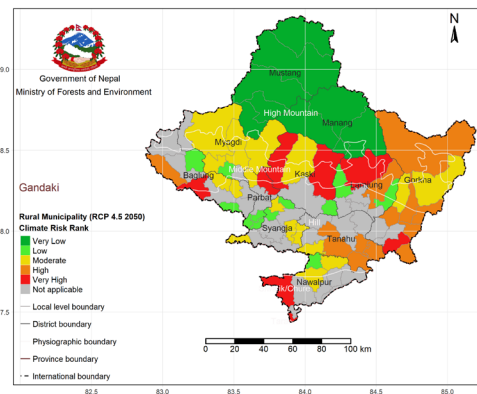 N
Government of Nepal
Ministry of Forests and Environment
Gandaki
Rural Municipality (RCP 4.5 2050)
Climate Risk Rank
Very Low
Low
Moderate
High
Very High
Not applicable
Local level boundary
District boundary
Physiographic boundary
Province boundary
International boundary
Mustang
High Mountain
Manang
Myagdi
Middle Mountain
Kaski
Baglung
Gorkha
Parbat
Hill
Syangja
Tanahu
Nawalpur
0 20 40 60 80 100 km
9.0
8.5
8.0
7.5
82.5 83.0 83.5 84.0 84.5 85.0